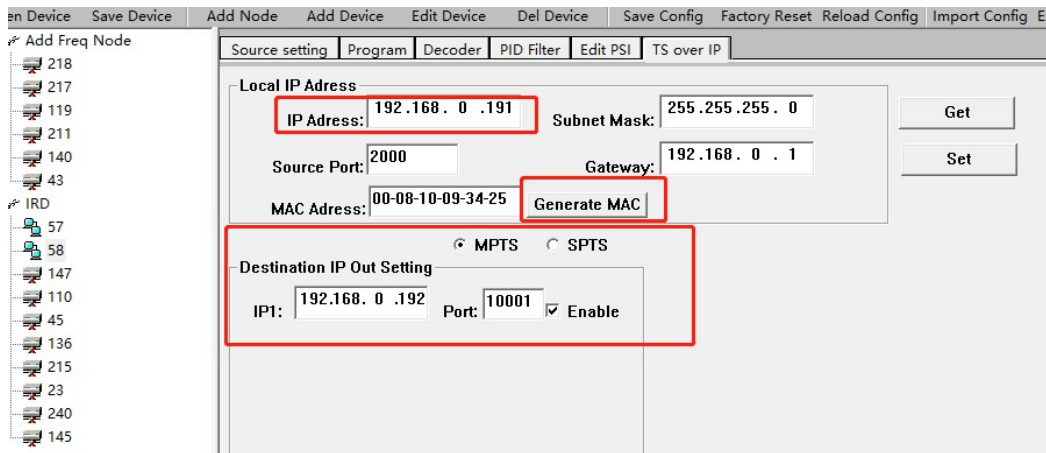 en Device Save Device Add Node Add Device Edit Device Del Device Save Config Factory Reset Reload Config Import Config E
Add Freq Node
218
217
119
211
140
43
IRD
57
58
147
110
45
136
215
23
240
145
Source setting Program Decoder PID Filter Edit PSI TS over IP
Local IP Adress
IP Adress: 192.168. 0 .191 Subnet Mask: 255.255.255. 0 Get
Source Port: 2000 Gateway: 192.168. 0 . 1 Set
MAC Adress: 00-08-10-09-34-25 Generate MAC
MPTS SPTS
Destination IP Out Setting
IP1: 192.168. 0 .192 Port: 10001 Enable